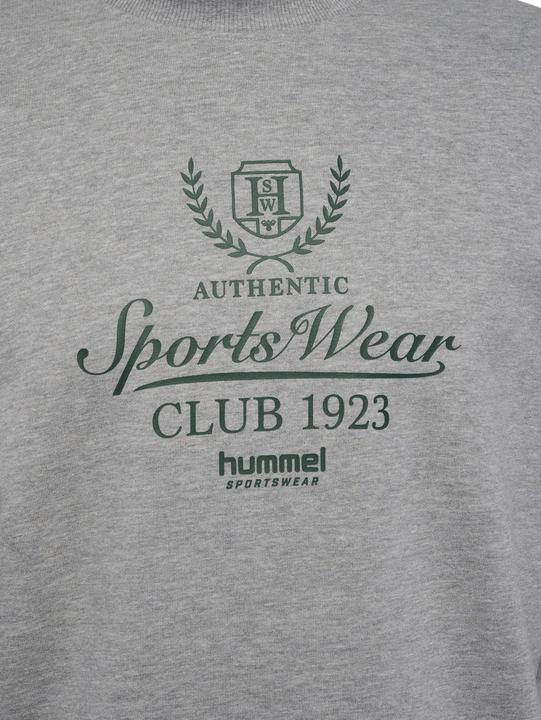 H
S
W
AUTHENTIC
SportsWear
CLUB 1923
hummel
SPORTSWEAR